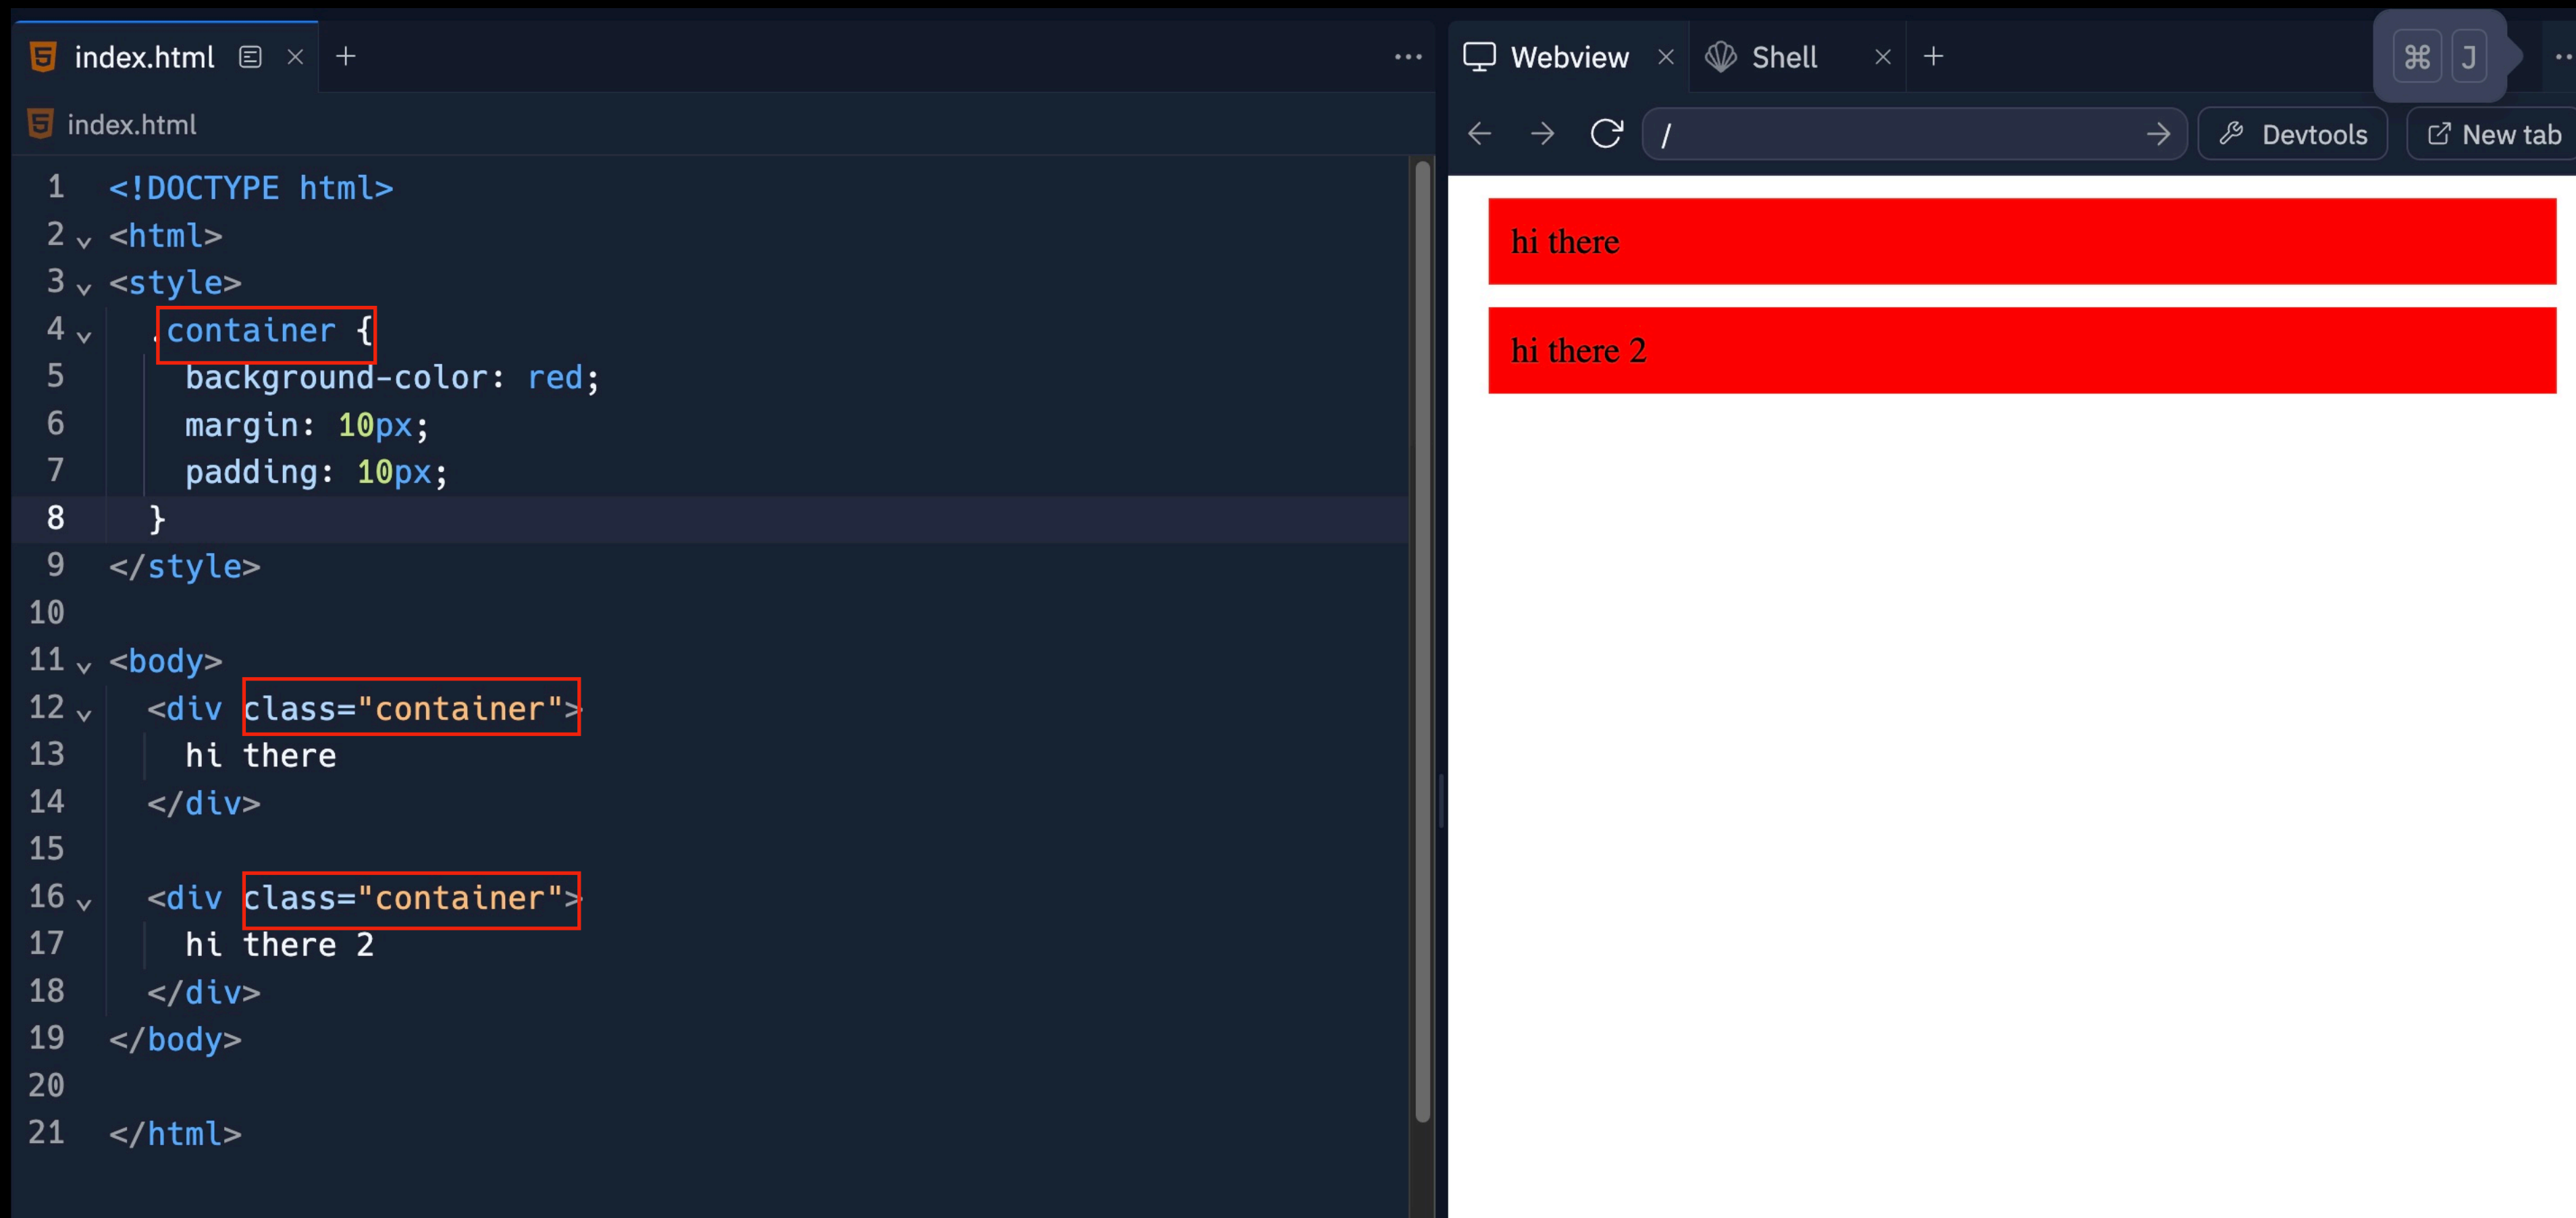 index.html
index.html
1 <!DOCTYPE html>
2 <html>
3 <style>
4 .container {
5 background-color: red;
6 margin: 10px;
7 padding: 10px;
8 }
9 </style>
10
11 <body>
12 <div class="container">
13 hi there
14 </div>
15
16 <div class="container">
17 hi there 2
18 </div>
19 </body>
20
21 </html>
Webview Shell ⌘ J
/ Devtools New tab
hi there
hi there 2